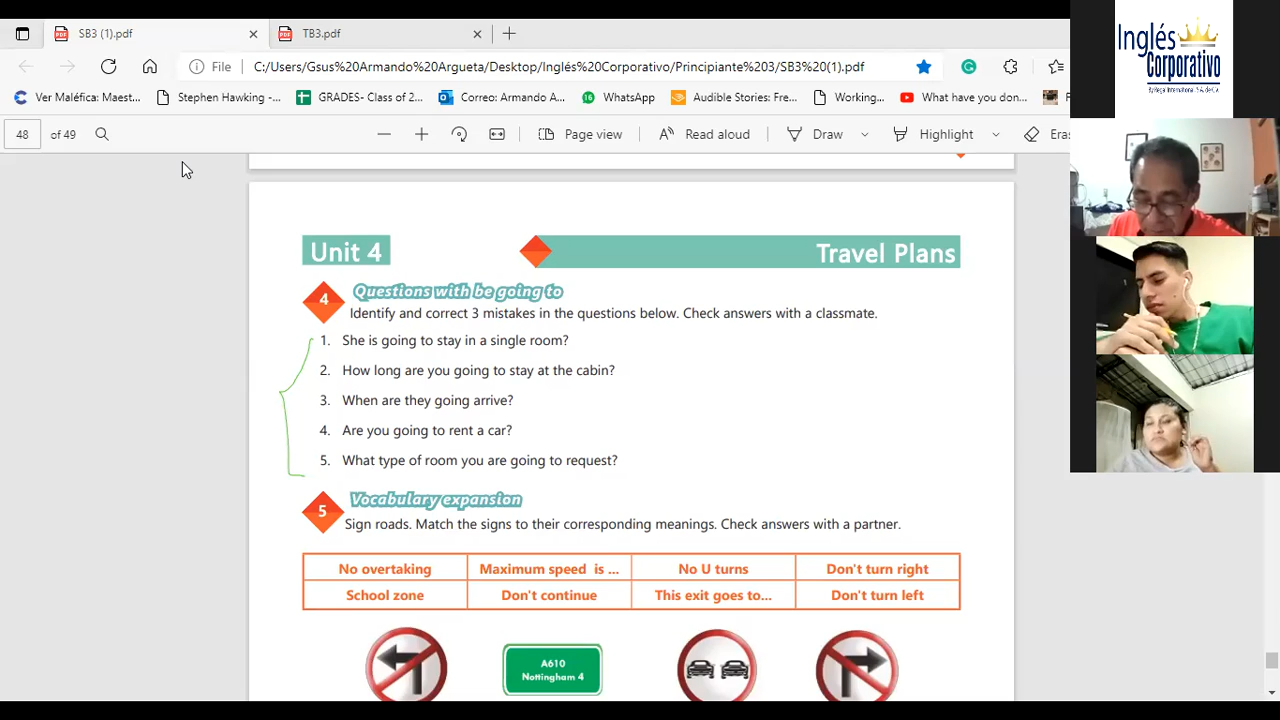 SB3 (1).pdf
TB3.pdf
File
C:/Users/Gsus%20Armando%20Argueta/Desktop/Inglés%20Corporativo/Principiante%203/SB3%20(1).pdf
Ver Maléfica: Maest...
Stephen Hawking -...
GRADES- Class of 2...
Correo: Armando A...
16
WhatsApp
Audible Stories: Fre...
Working...
What have you don...
48
of 49
Page view
Read aloud
Draw
Highlight
Eras
Inglés
Corporativo
Unit 4
Travel Plans
4
Questions with be going to
Identify and correct 3 mistakes in the questions below. Check answers with a classmate.
1. She is going to stay in a single room?
2. How long are you going to stay at the cabin?
3. When are they going arrive?
4. Are you going to rent a car?
5. What type of room you are going to request?
5
Vocabulary expansion
Sign roads. Match the signs to their corresponding meanings. Check answers with a partner.
No overtaking
Maximum speed is ...
No U turns
Don't turn right
School zone
Don't continue
This exit goes to...
Don't turn left
A610
Nottingham 4